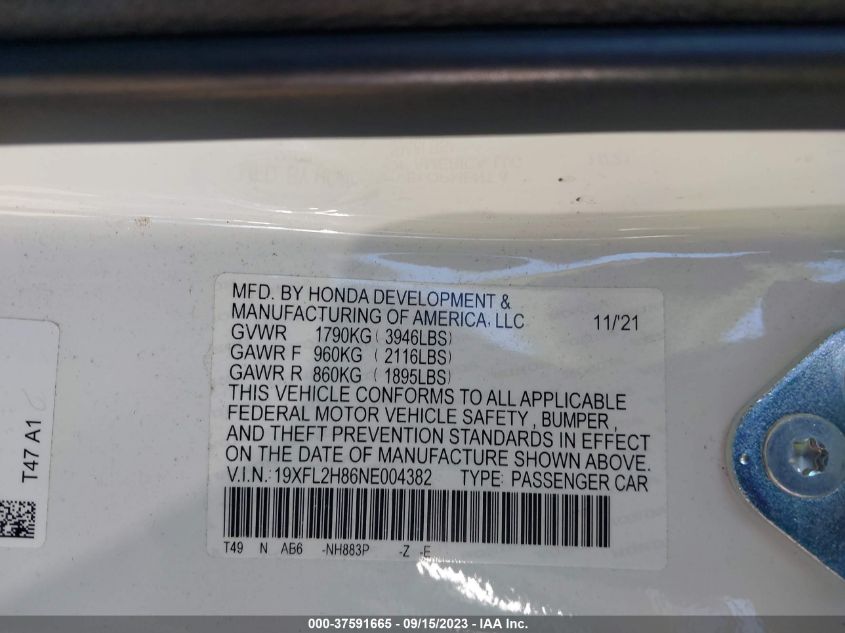 MFD. BY HONDA DEVELOPMENT &
MANUFACTURING OF AMERICA, LLC 11/'21
GVWR 1790KG ( 3946LBS)
GAWR F 960KG ( 2116LBS)
GAWR R 860KG ( 1895LBS)
THIS VEHICLE CONFORMS TO ALL APPLICABLE
FEDERAL MOTOR VEHICLE SAFETY , BUMPER ,
AND THEFT PREVENTION STANDARDS IN EFFECT
ON THE DATE OF MANUFACTURE SHOWN ABOVE.
V.I.N.: 19XFL2H86NE004382 TYPE: PASSENGER CAR
T49 N AB6 -NH883P -Z -E
T47 A1
000-37591665 - 09/15/2023 - IAA Inc.